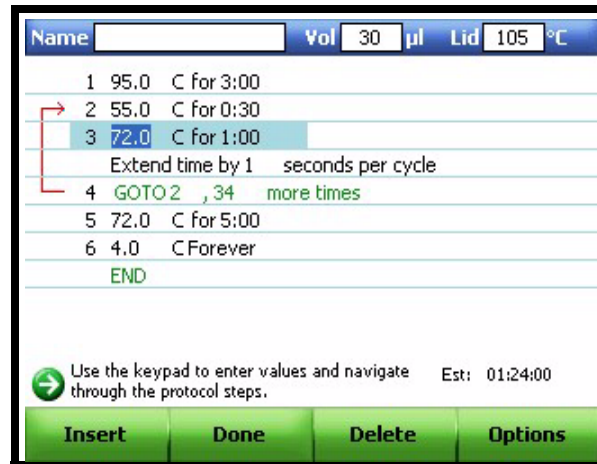 Name Vol 30 µl Lid 105 °C
1 95.0 C for 3:00
2 55.0 C for 0:30
3 72.0 C for 1:00
Extend time by 1 seconds per cycle
4 GOTO 2 , 34 more times
5 72.0 C for 5:00
6 4.0 C Forever
END
Use the keypad to enter values and navigate
through the protocol steps.
Est: 01:24:00
Insert Done Delete Options